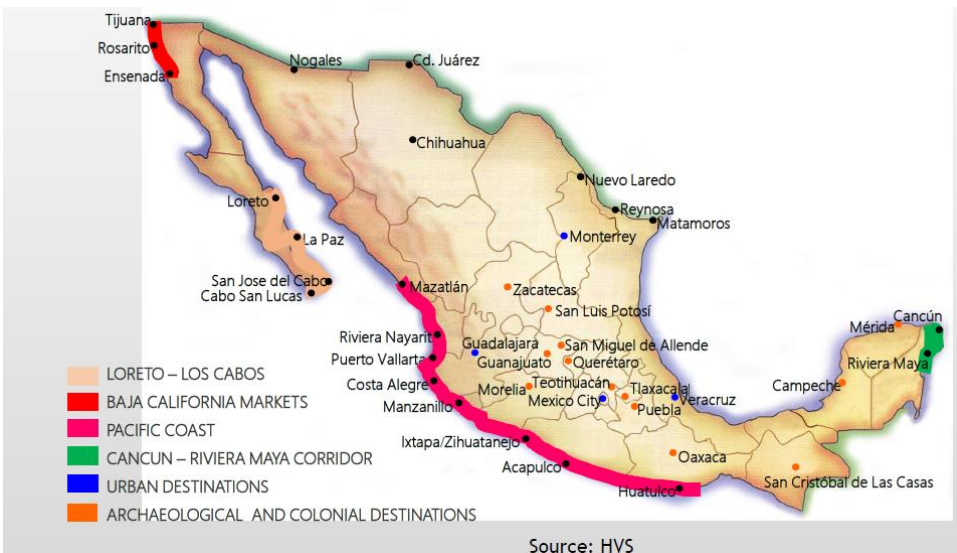 Tijuana
Rosarito
Ensenada
Nogales
Cd. Juárez
Chihuahua
Nuevo Laredo
Loreto
Reynosa
Matamoros
La Paz
Monterrey
San Jose del Cabo
Cabo San Lucas
Mazatlán
Zacatecas
San Luis Potosí
Cancún
Mérida
Riviera Nayarit
Guadalajara
San Miguel de Allende
Puerto Vallarta
Guanajuato
Querétaro
Riviera Maya
Costa Alegre
Morelia
Teotihuacán
Tlaxacala
Campeche
Manzanillo
Mexico City
Puebla
Veracruz
Ixtapa/Zihuatanejo
Oaxaca
Acapulco
San Cristóbal de Las Casas
Huatulco
LORETO – LOS CABOS
BAJA CALIFORNIA MARKETS
PACIFIC COAST
CANCUN – RIVIERA MAYA CORRIDOR
URBAN DESTINATIONS
ARCHAEOLOGICAL AND COLONIAL DESTINATIONS
Source: HVS